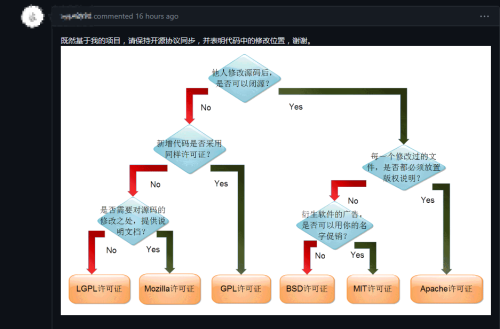 commented 16 hours ago
既然基于我的项目，请保持开源协议同步，并表明代码中的修改位置，谢谢。
他人修改源码后，
是否可以闭源？
No
Yes
新增代码是否采用
同样许可证？
每一个修改过的文
件，是否都必须放置
版权说明？
No
Yes
No
Yes
是否需要对源码的
修改之处，提供说
明文档？
衍生软件的广告，
是否可以用你的名
字促销？
No
Yes
No
Yes
LGPL许可证
Mozilla许可证
GPL许可证
BSD许可证
MIT许可证
Apache许可证